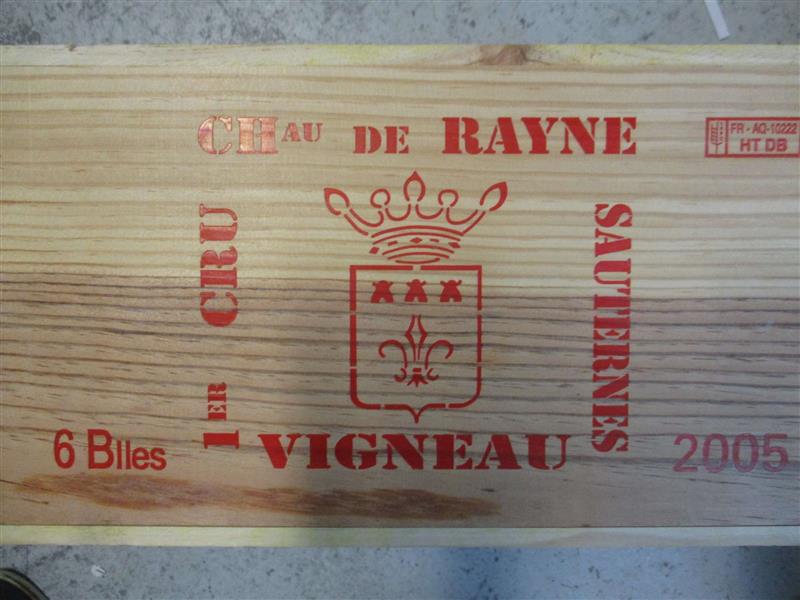 CHAU DE RAYNE
FR - AQ-10222
HT DB
1ER CRU
SAUTERNES
VIGNEAU
6 Blles
2005